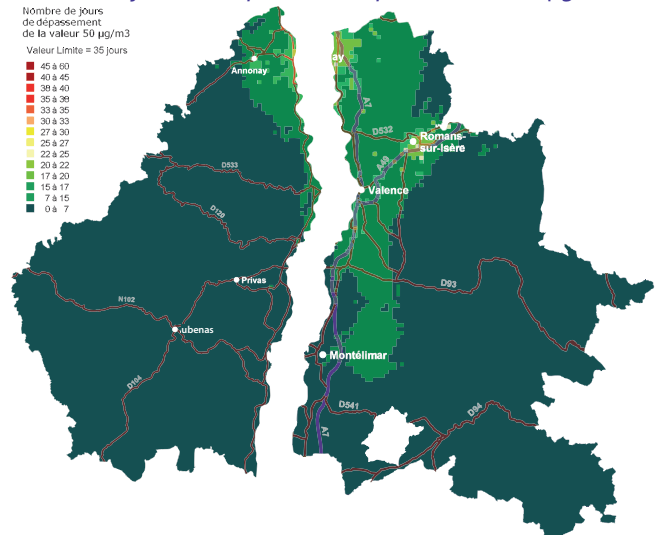 Nombre de jours
de dépassement
de la valeur 50 µg/m3
Valeur Limite = 35 jours
45 à 60
40 à 45
38 à 40
35 à 38
33 à 35
30 à 33
27 à 30
25 à 27
22 à 25
20 à 22
17 à 20
15 à 17
7 à 15
0 à 7
Annonay
ay
A7
D532
Romans-
sur-Isère
A49
D533
Valence
D120
Privas
D93
N102
ubenas
Montélimar
D104
D541
D94
A7